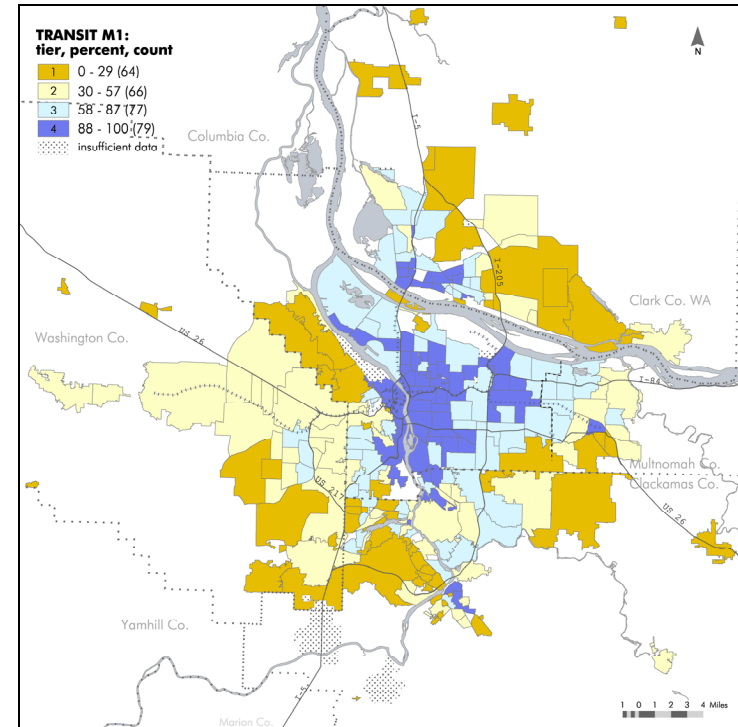 TRANSIT M1:
tier, percent, count
1 0 - 29 (64)
2 30 - 57 (66)
3 58 - 87 (77)
4 88 - 100 (79)
insufficient data
N
I-5
Columbia Co.
I-205
Clark Co. WA
Washington Co.
US 26
I-84
Multnomah Co.
Clackamas Co.
US 217
US 26
Yamhill Co.
I-5
Marion Co.
1 0 1 2 3 4 Miles